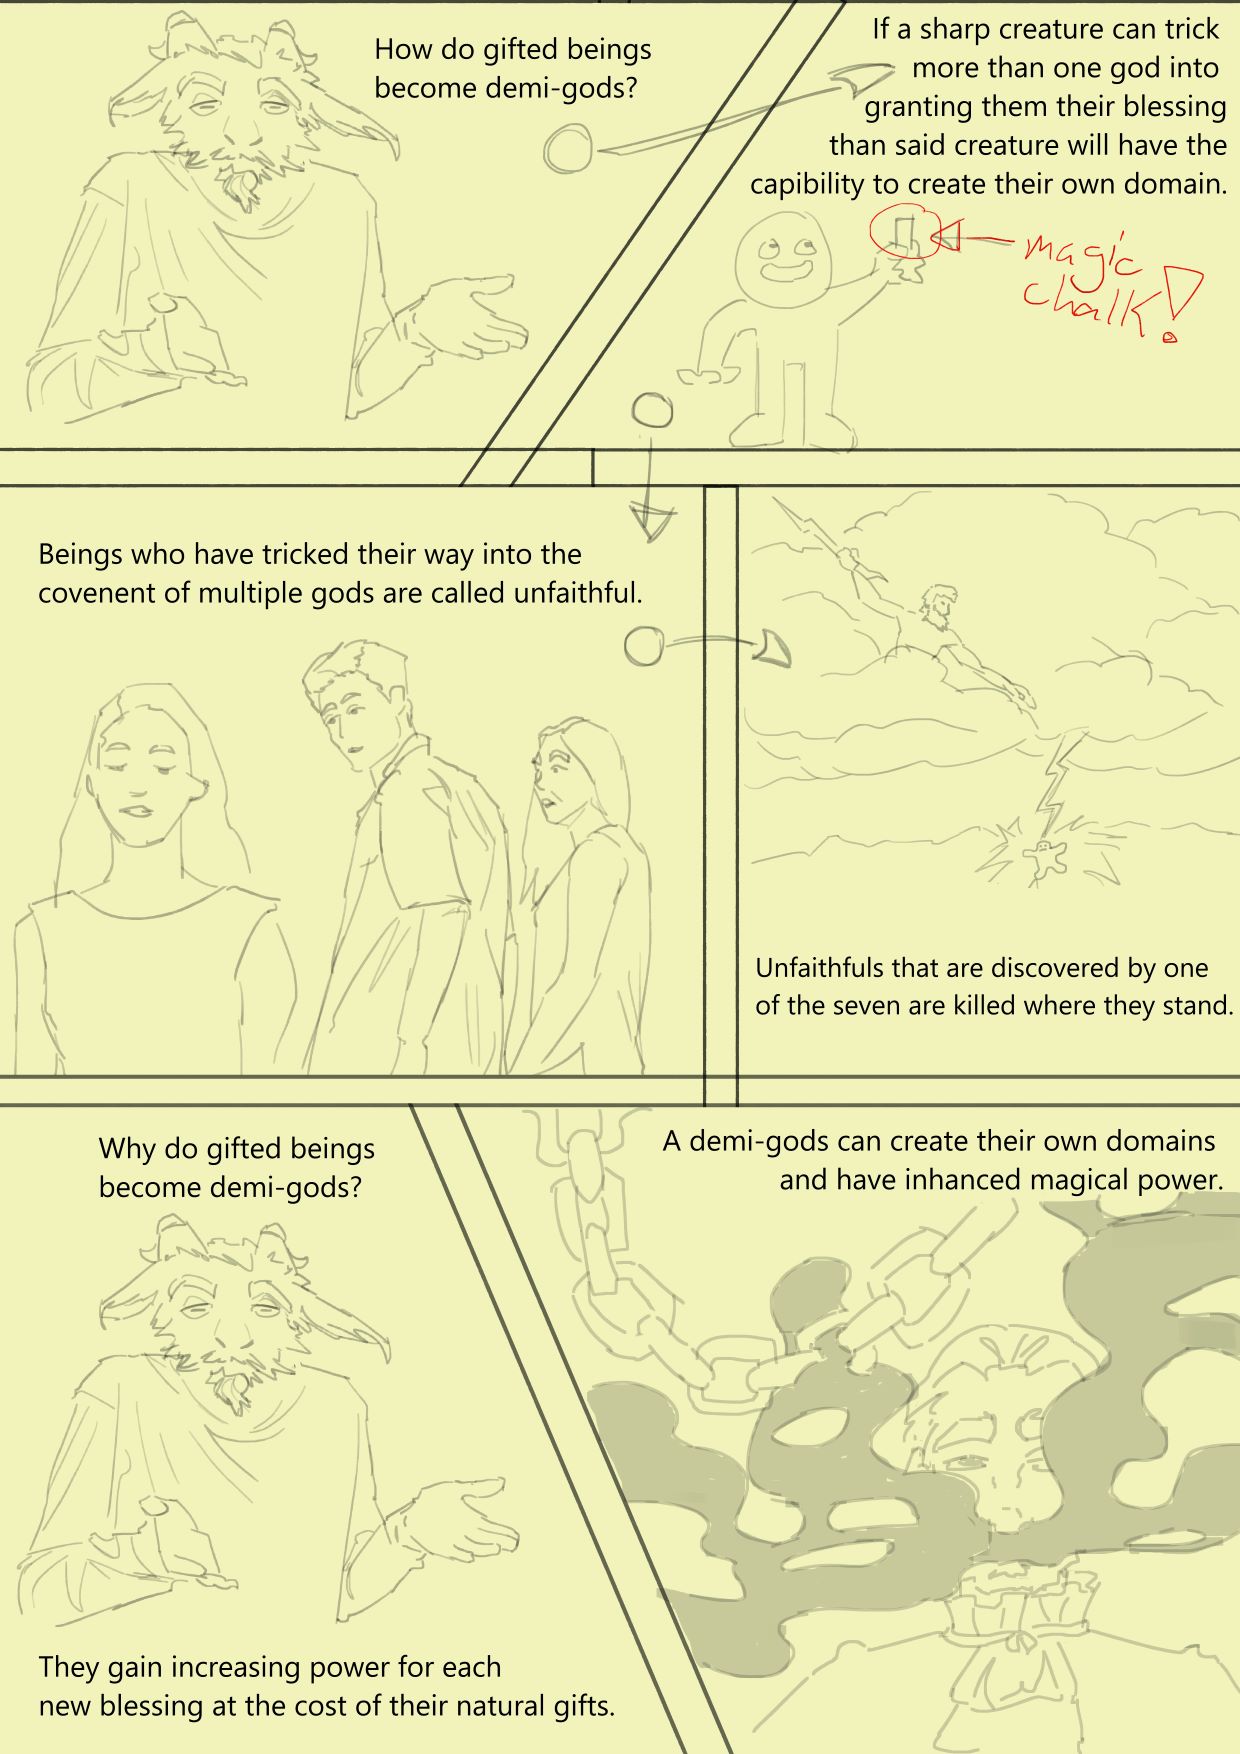 How do gifted beings
become demi-gods?
If a sharp creature can trick
more than one god into
granting them their blessing
than said creature will have the
capibility to create their own domain.
magic
chalk!
Beings who have tricked their way into the
covenent of multiple gods are called unfaithful.
Unfaithfuls that are discovered by one
of the seven are killed where they stand.
Why do gifted beings
become demi-gods?
They gain increasing power for each
new blessing at the cost of their natural gifts.
A demi-gods can create their own domains
and have inhanced magical power.